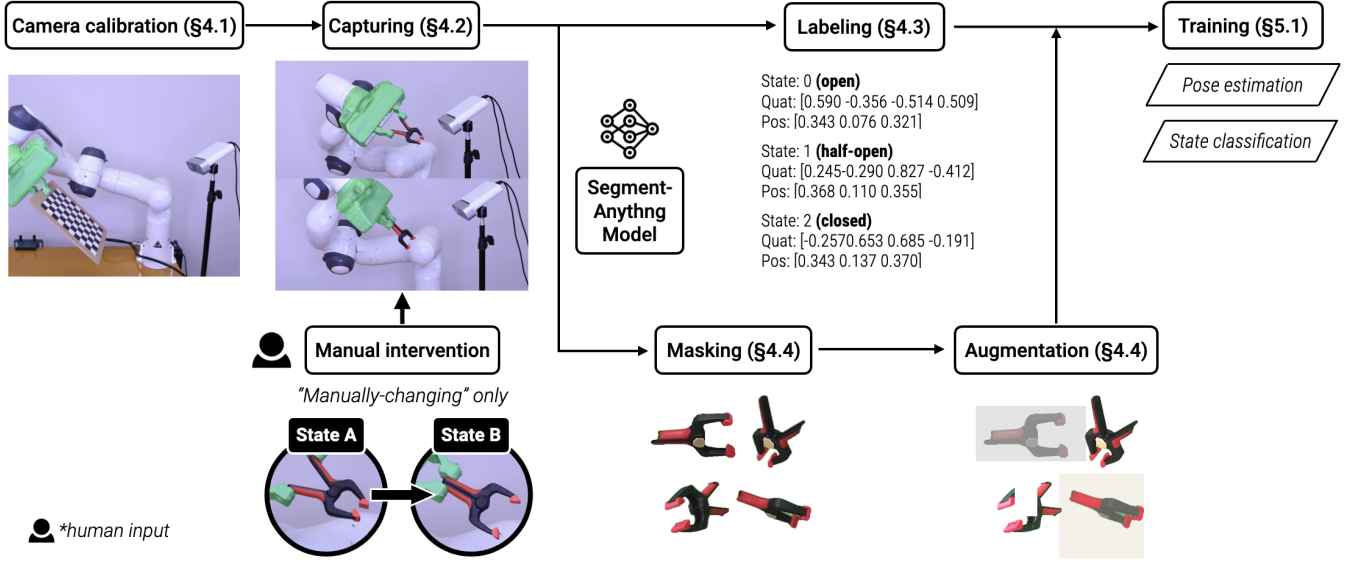 Camera calibration (§4.1)
Capturing (§4.2)
Labeling (§4.3)
Training (§5.1)
State: 0 (open)
Quat: [0.590 -0.356 -0.514 0.509]
Pos: [0.343 0.076 0.321]
State: 1 (half-open)
Quat: [0.245-0.290 0.827 -0.412]
Pos: [0.368 0.110 0.355]
State: 2 (closed)
Quat: [-0.2570.653 0.685 -0.191]
Pos: [0.343 0.137 0.370]
Pose estimation
State classification
Segment-
Anythng
Model
Manual intervention
Masking (§4.4)
Augmentation (§4.4)
“Manually-changing” only
State A
State B
*human input